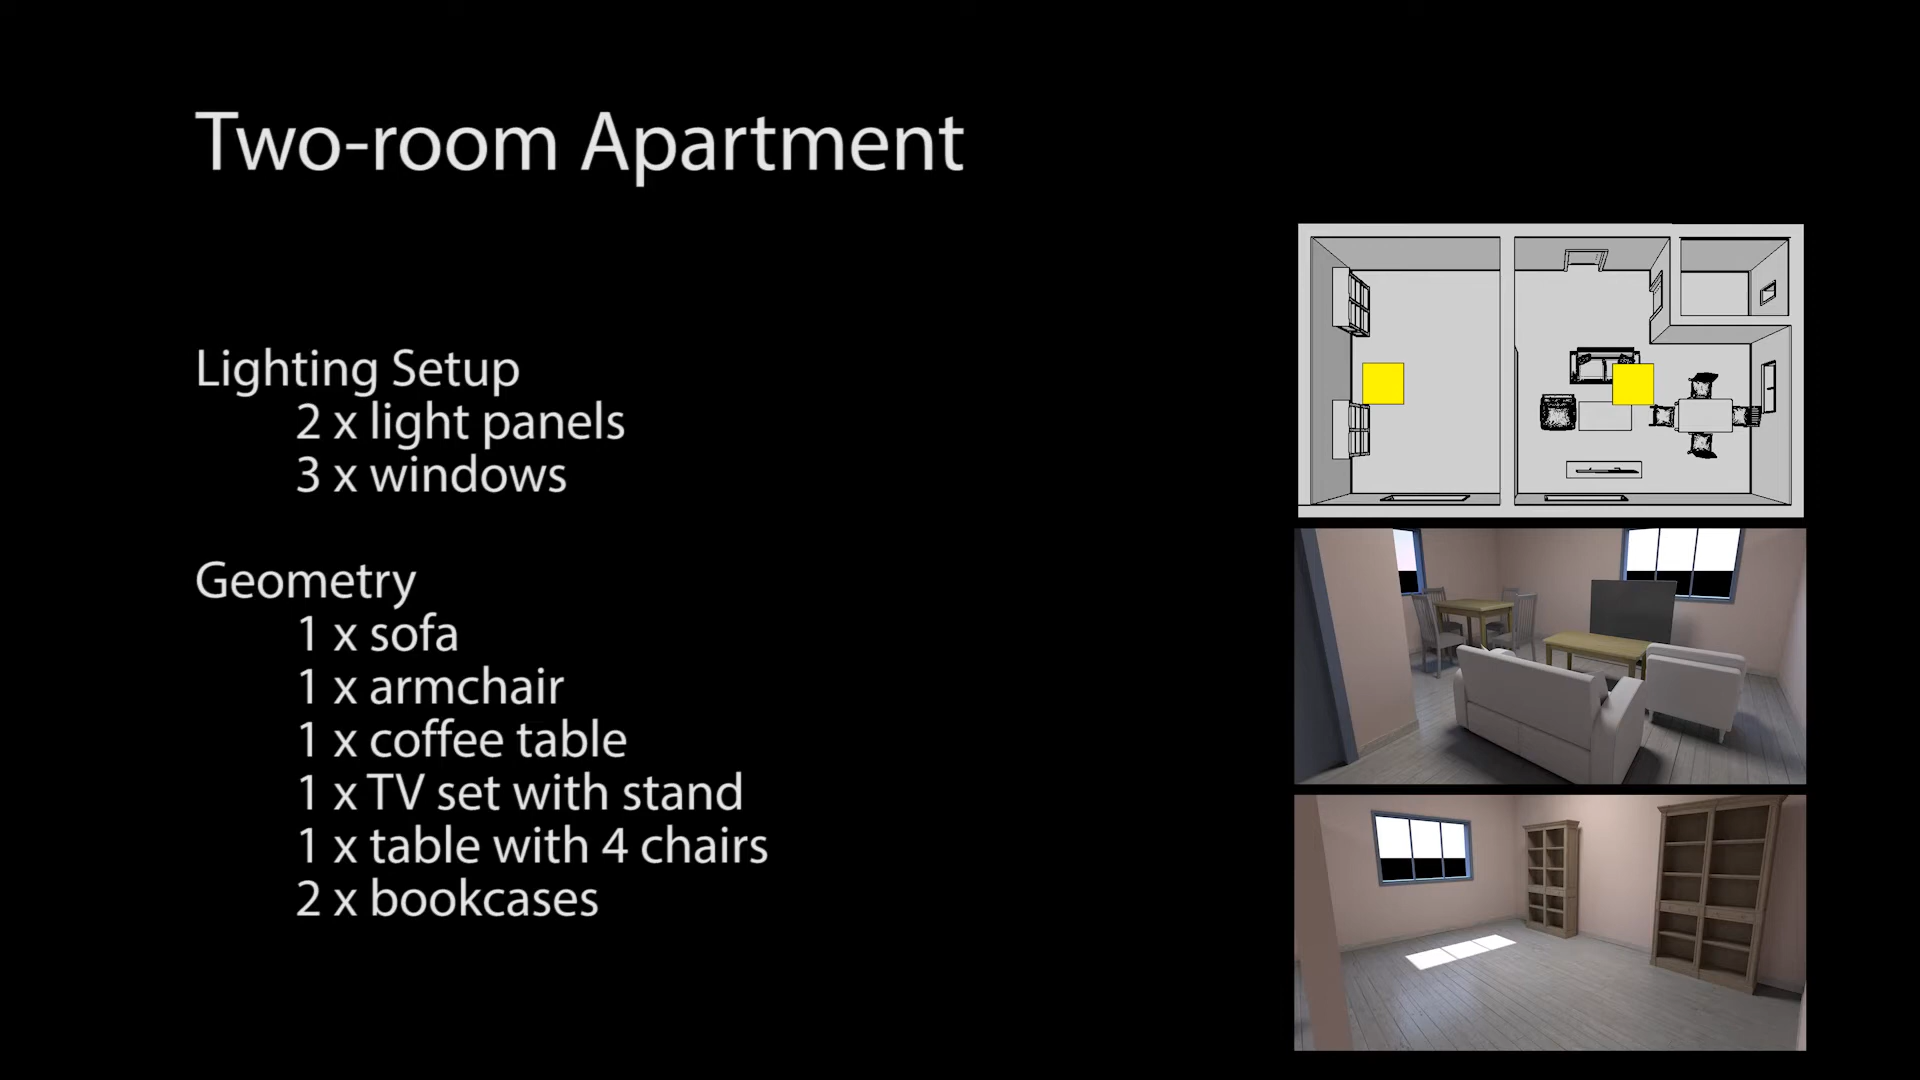 Two-room Apartment
Lighting Setup
2 x light panels
3 x windows
Geometry
1 x sofa
1 x armchair
1 x coffee table
1 x TV set with stand
1 x table with 4 chairs
2 x bookcases